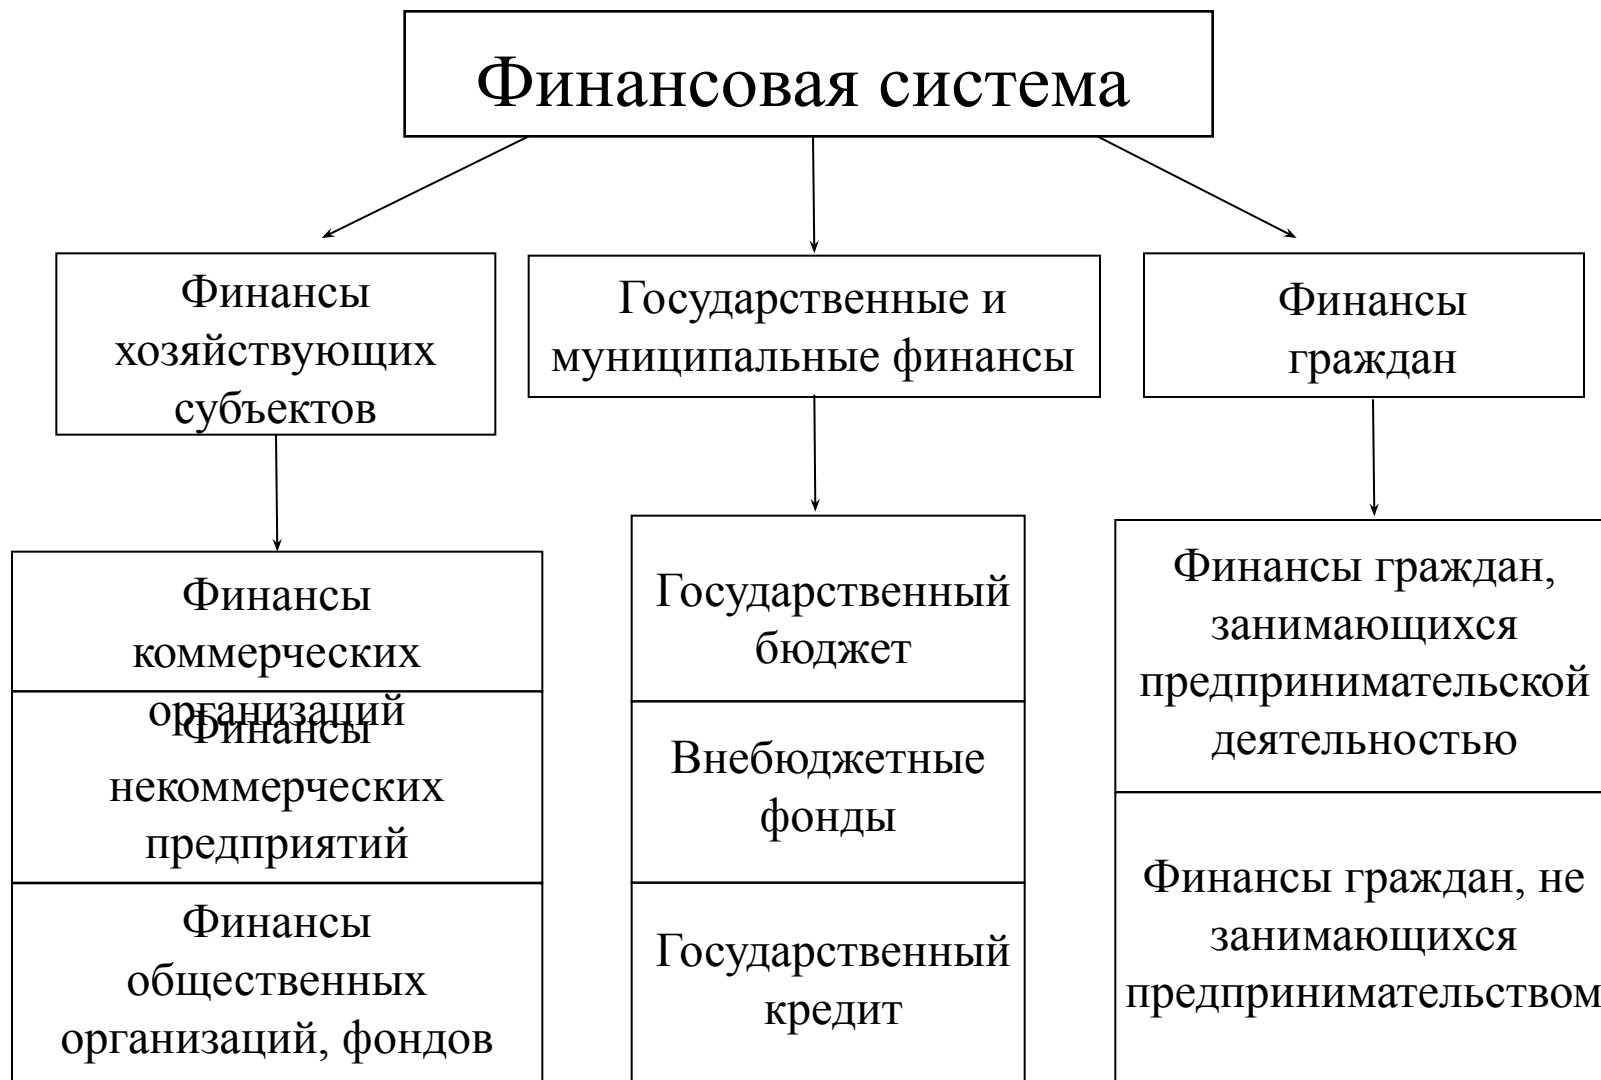 Финансовая система
Финансы
хозяйствующих
субъектов
Государственные и
муниципальные финансы
Финансы
граждан
Финансы
коммерческих
организаций
Финансы
некоммерческих
предприятий
Финансы
общественных
организаций, фондов
Государственный
бюджет
Внебюджетные
фонды
Государственный
кредит
Финансы граждан,
занимающихся
предпринимательской
деятельностью
Финансы граждан, не
занимающихся
предпринимательством